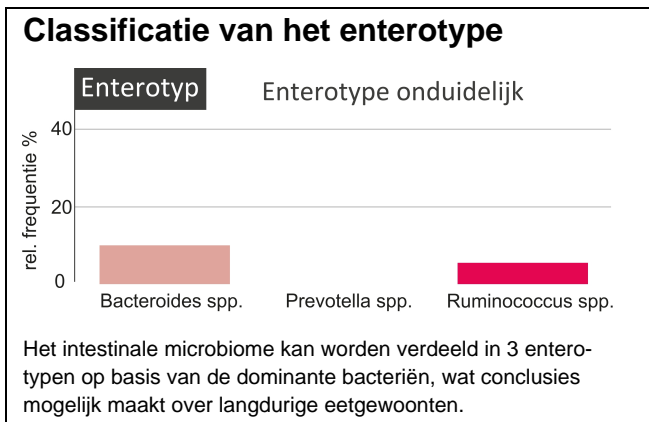 Classificatie van het enterotype
Enterotyp
Enterotype onduidelijk
rel. frequentie %
40
20
0
Bacteroides spp.
Prevotella spp.
Ruminococcus spp.
Het intestinale microbiome kan worden verdeeld in 3 entero-
typen op basis van de dominante bacteriën, wat conclusies
mogelijk maakt over langdurige eetgewoonten.